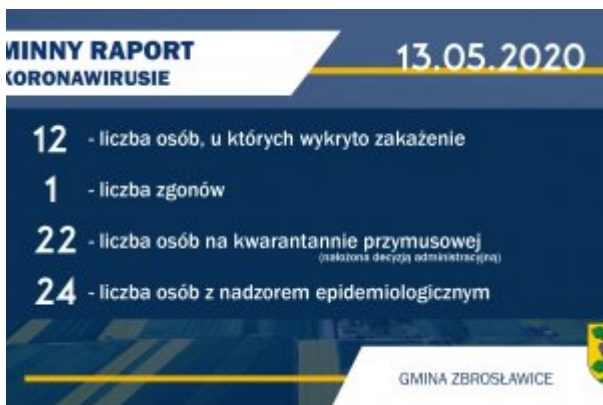 MINNY RAPORT
KORONAWIRUSIE
13.05.2020
12 - liczba osób, u których wykryto zakażenie
1 - liczba zgonów
22 - liczba osób na kwarantannie przymusowej
(nałożona decyzją administracyjną)
24 - liczba osób z nadzorem epidemiologicznym
GMINA ZBROSŁAWICE